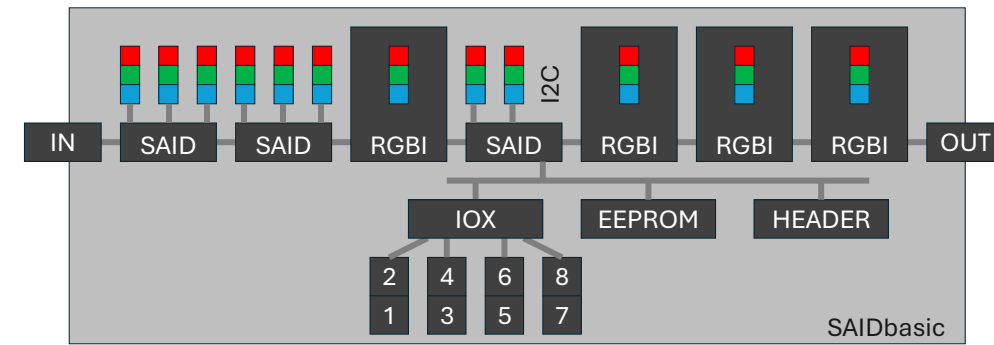 I2C
IN SAID SAID RGBI SAID RGBI RGBI RGBI OUT
IOX EEPROM HEADER
2 4 6 8
1 3 5 7
SAIDbasic